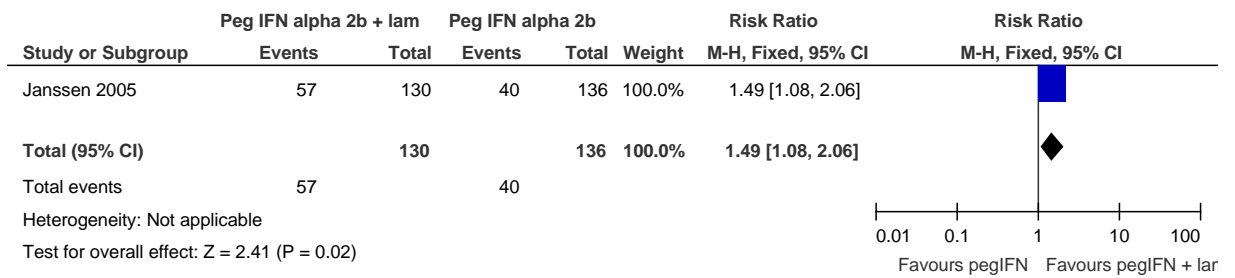 Peg IFN alpha 2b + lam Peg IFN alpha 2b Risk Ratio Risk Ratio
Study or Subgroup Events Total Events Total Weight M-H, Fixed, 95% CI M-H, Fixed, 95% CI
Janssen 2005 57 130 40 136 100.0% 1.49 [1.08, 2.06]
Total (95% CI) 130 136 100.0% 1.49 [1.08, 2.06]
Total events 57 40
Heterogeneity: Not applicable
Test for overall effect: Z = 2.41 (P = 0.02)
0.01 0.1 1 10 100
Favours pegIFN Favours pegIFN + lar